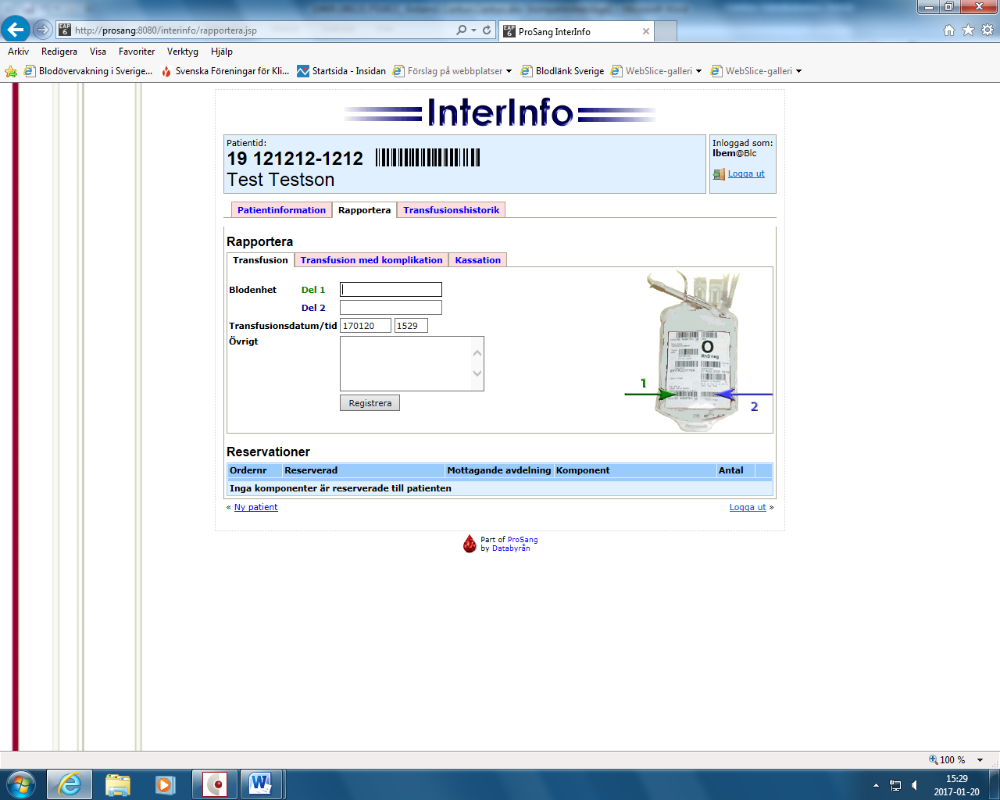 http://prosang:8080/interinfo/rapportera.jsp
ProSang InterInfo
Arkiv Redigera Visa Favoriter Verktyg Hjälp
Blodövervakning i Sverige... Svenska Föreningar för Kli... Startsida - Insidan Förslag på webbplatser Blodlänk Sverige WebSlice-galleri WebSlice-galleri
InterInfo
Patientid:
19 121212-1212
Test Testson
Inloggad som:
lbem@Blc
Logga ut
Patientinformation Rapportera Transfusionshistorik
Rapportera
Transfusion Transfusion med komplikation Kassation
Blodenhet Del 1
Del 2
Transfusionsdatum/tid 170120 1529
Övrigt
Registrera
O
RhD neg
ERYTROCYTER
1
2
Reservationer
Ordernr Reserverad Mottagande avdelning Komponent Antal
Inga komponenter är reserverade till patienten
« Ny patient
Logga ut »
Part of ProSang
by Databyrån
100 %
15:29
2017-01-20